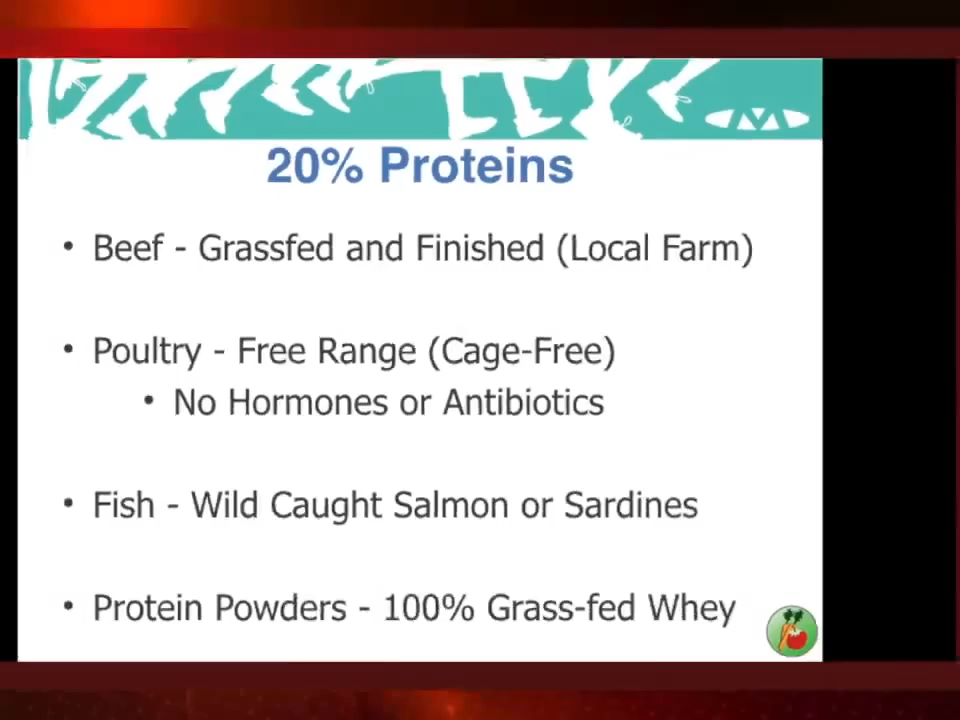 20% Proteins
• Beef - Grassfed and Finished (Local Farm)
• Poultry - Free Range (Cage-Free)
• No Hormones or Antibiotics
• Fish - Wild Caught Salmon or Sardines
• Protein Powders - 100% Grass-fed Whey